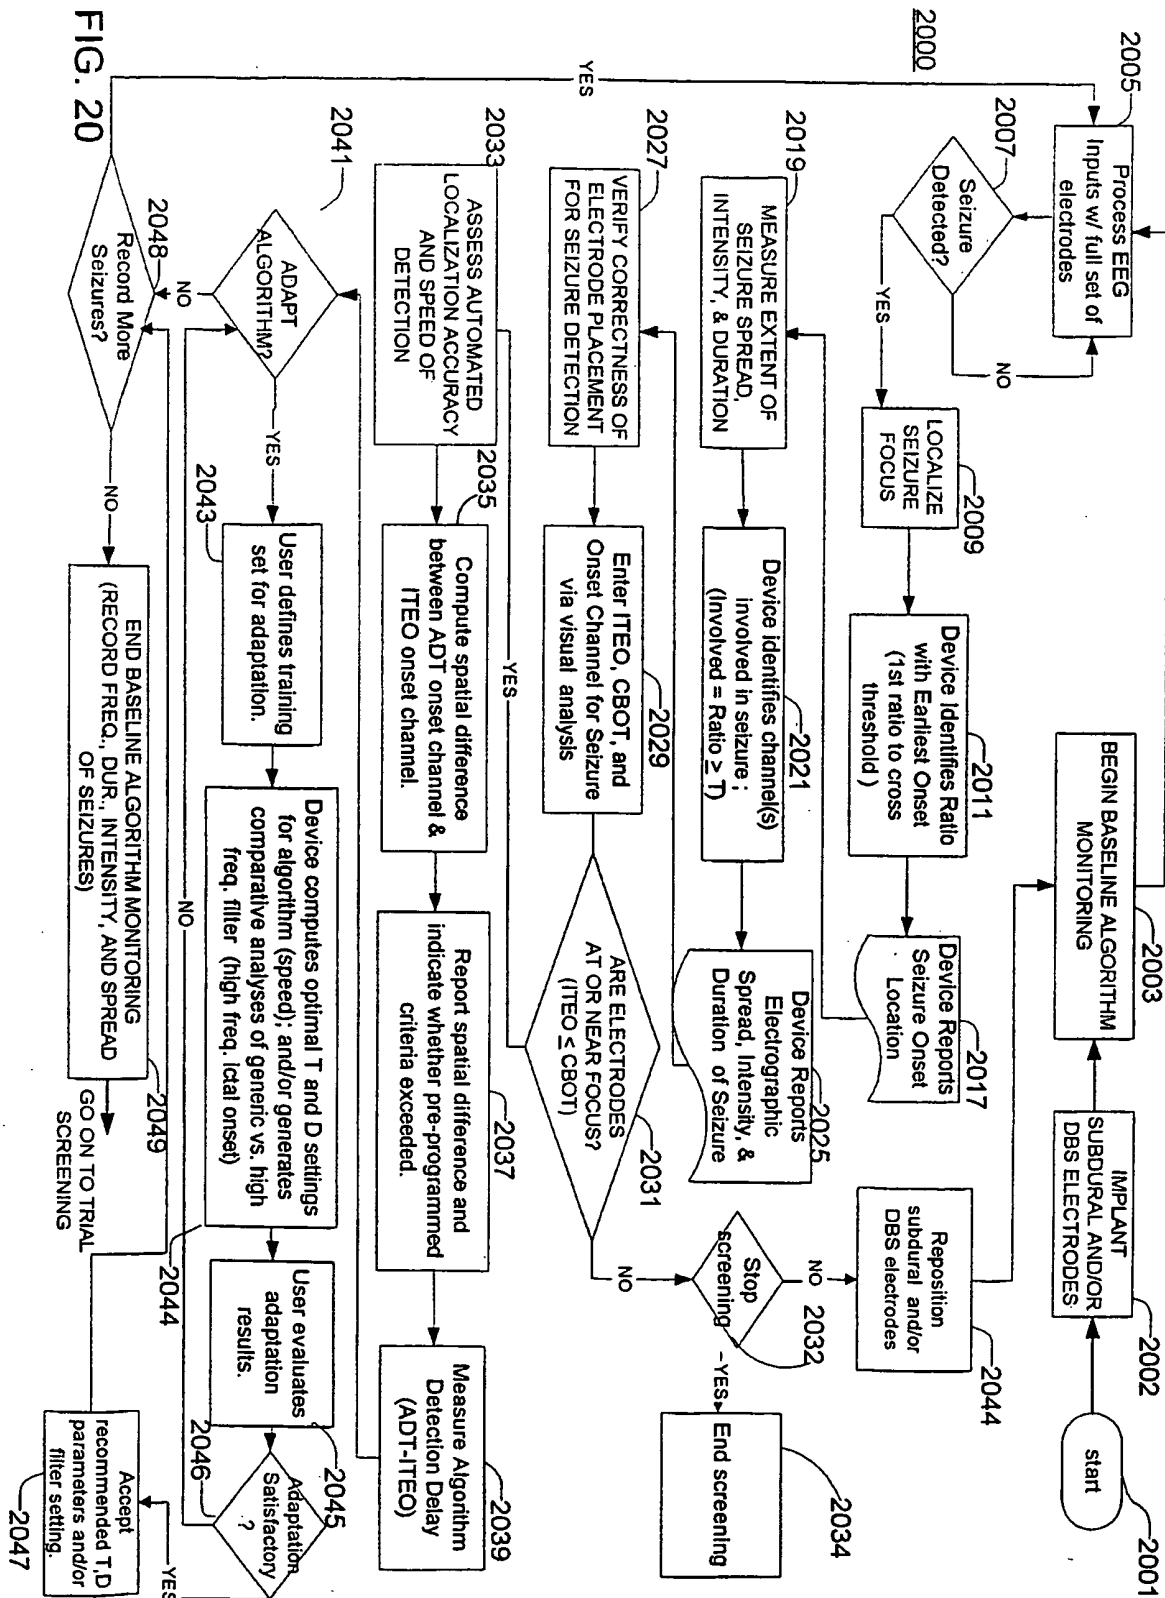 2000
2001
start
2002
IMPLANT
SUBDURAL AND/OR
DBS ELECTRODES
2003
BEGIN BASELINE ALGORITHM
MONITORING
2005
Process EEG
Inputs w/ full set of
electrodes
2007
Seizure
Detected?
NO
YES
LOCALIZE
SEIZURE
FOCUS
2009
Device Identifies Ratio
with Earliest Onset
(1st ratio to cross
threshold )
2011
Device Reports
Seizure Onset
Location
2017
2019
MEASURE EXTENT OF
SEIZURE SPREAD,
INTENSITY, & DURATION
Device identifies channel(s)
involved in seizure ;
(Involved = Ratio ≥ T)
2021
Device Reports
Electrographic
Spread, Intensity, &
Duration of Seizure
2025
2027
VERIFY CORRECTNESS OF
ELECTRODE PLACEMENT
FOR SEIZURE DETECTION
Enter ITEO, CBOT, and
Onset Channel for Seizure
via visual analysis
2029
ARE ELECTRODES
AT OR NEAR FOCUS?
(ITEO ≤ CBOT)
2031
YES
NO
Stop
screening
2032
NO
YES
Reposition
subdural and/or
DBS electrodes
2044
End screening
2034
2033
ASSESS AUTOMATED
LOCALIZATION ACCURACY
AND SPEED OF
DETECTION
2035
Compute spatial difference
between ADT onset channel &
ITEO onset channel.
Report spatial difference and
indicate whether pre-programmed
criteria exceeded.
2037
Measure Algorithm
Detection Delay
(ADT-ITEO)
2039
2041
ADAPT
ALGORITHM?
NO
YES
User defines training
set for adaptation.
2043
Device computes optimal T and D settings
for algorithm (speed); and/or generates
comparative analyses of generic vs. high
freq. filter (high freq. ictal onset)
2044
User evaluates
adaptation
results.
2045
Adaptation
Satisfactory
?
2046
NO
YES
Accept
recommended T,D
parameters and/or
filter setting.
2047
2048
Record More
Seizures?
YES
NO
END BASELINE ALGORITHM MONITORING
(RECORD FREQ., DUR., INTENSITY, AND SPREAD
OF SEIZURES)
2049
GO ON TO TRIAL
SCREENING
FIG. 20